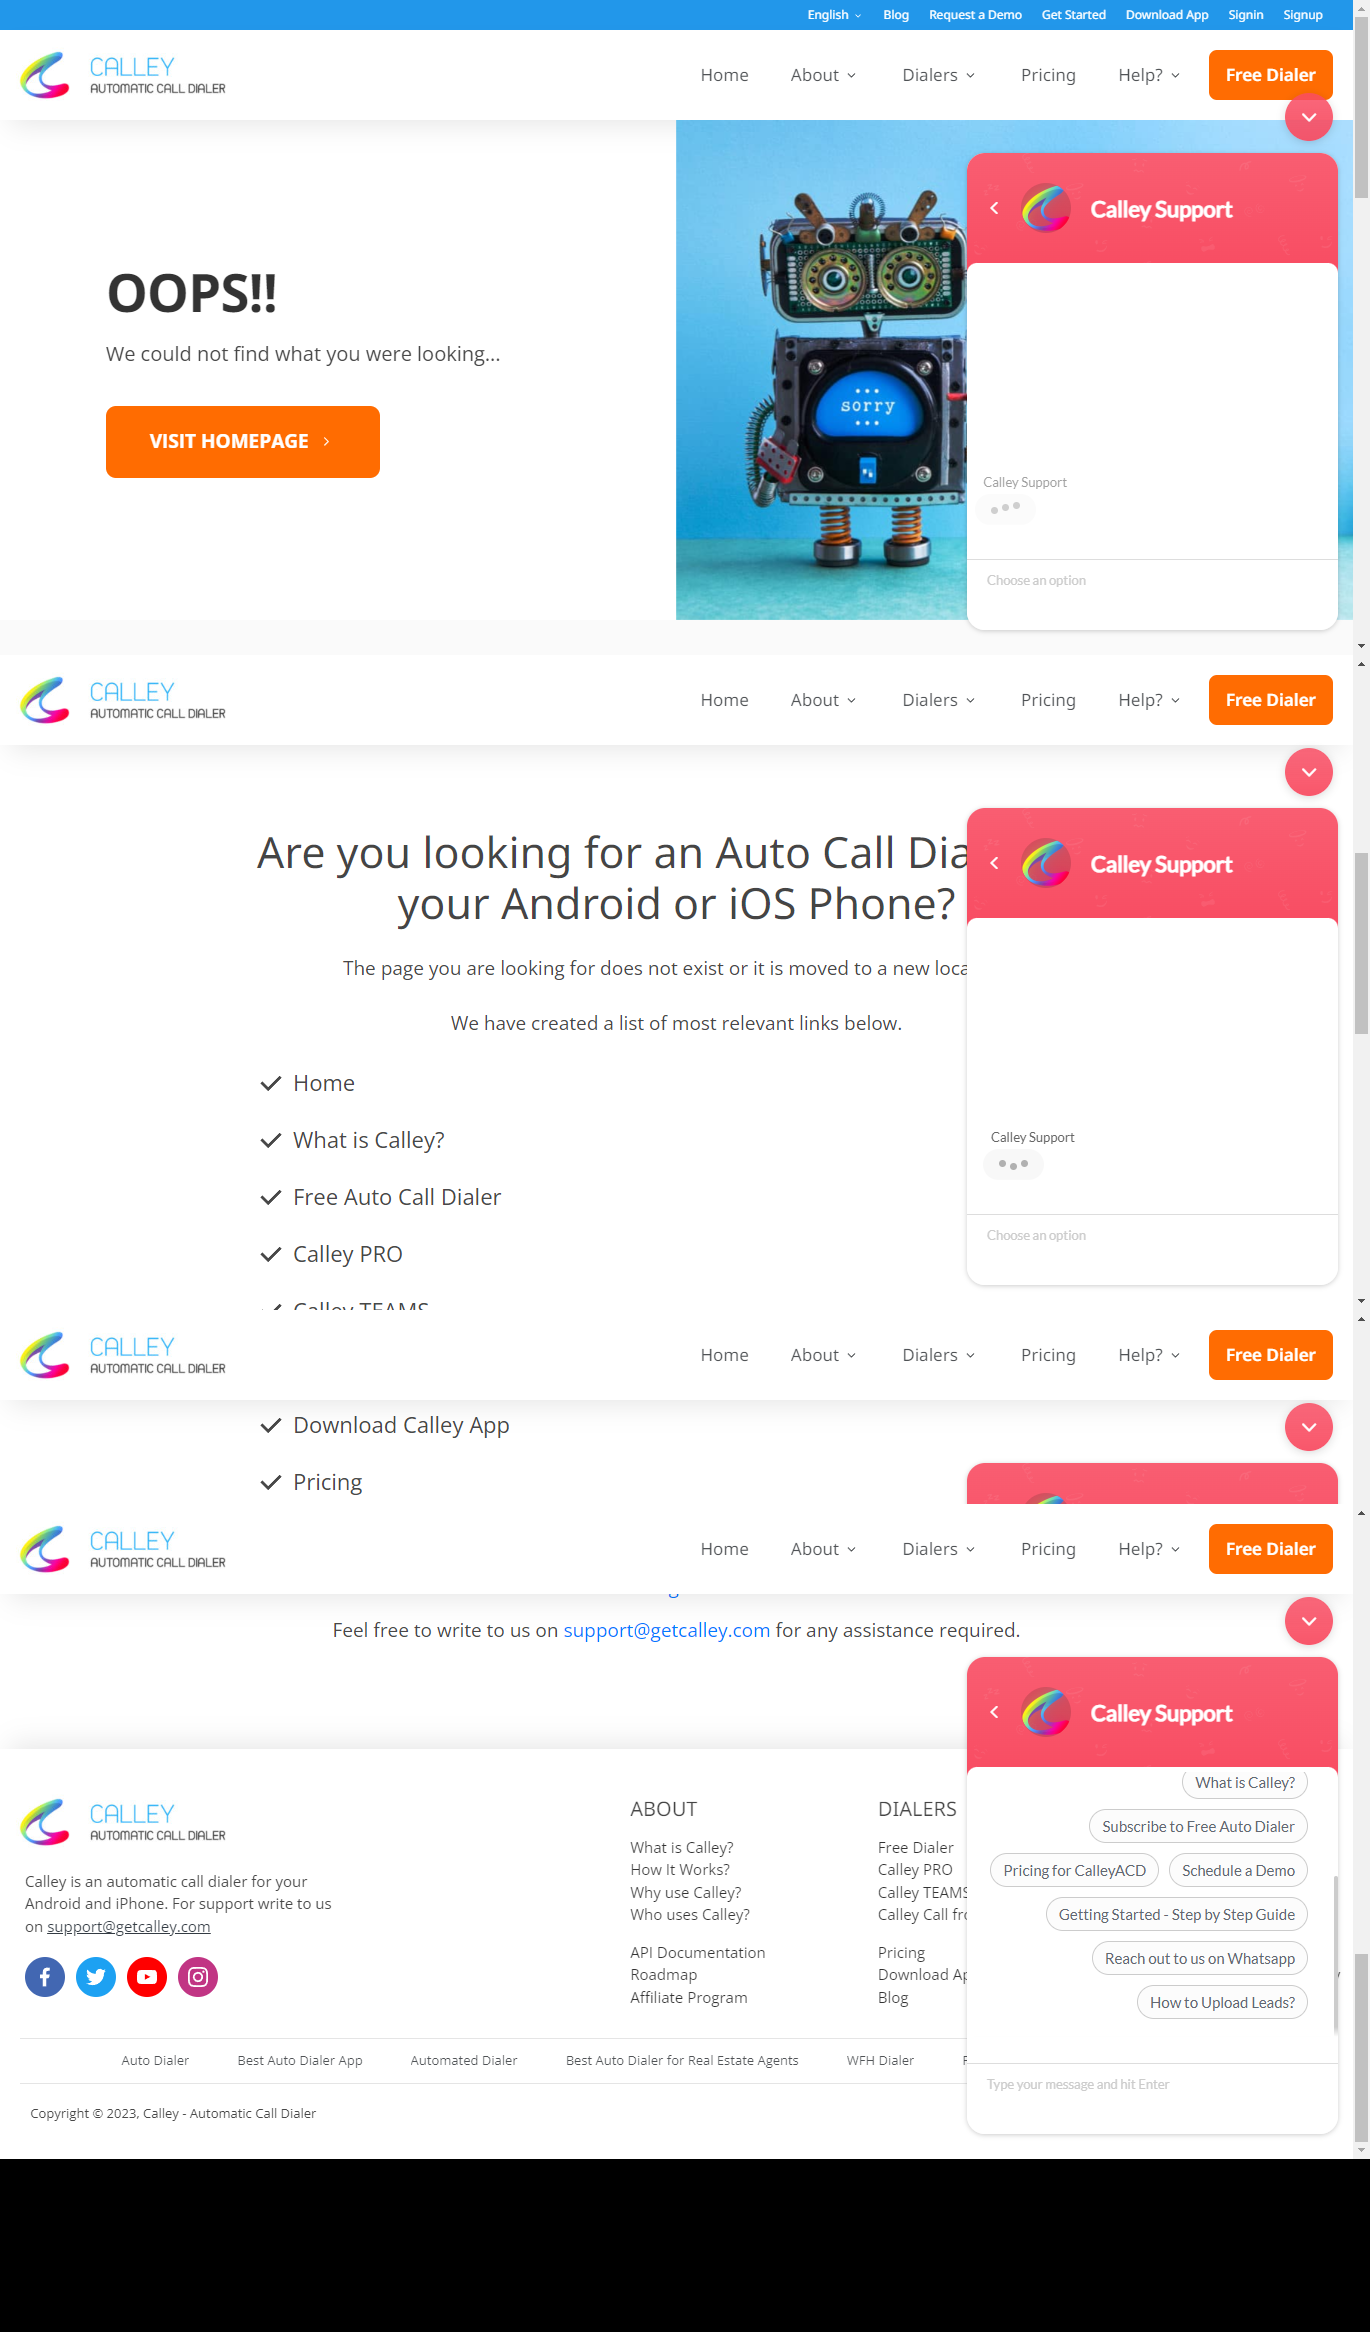 English
Blog
Request a Demo
Get Started
Download App
Signin
Signup
CALLEY
AUTOMATIC CALL DIALER
Home
About
Dialers
Pricing
Help?
Free Dialer
Calley Support
OOPS!!
We could not find what you were looking...
VISIT HOMEPAGE
sorry
Calley Support
Choose an option
CALLEY
AUTOMATIC CALL DIALER
Home
About
Dialers
Pricing
Help?
Free Dialer
Are you looking for an Auto Call Dia
your Android or iOS Phone?
The page you are looking for does not exist or it is moved to a new loca
We have created a list of most relevant links below.
Home
What is Calley?
Free Auto Call Dialer
Calley PRO
Calley TEAMS
Calley Support
Calley Support
Choose an option
CALLEY
AUTOMATIC CALL DIALER
Home
About
Dialers
Pricing
Help?
Free Dialer
Download Calley App
Pricing
CALLEY
AUTOMATIC CALL DIALER
Home
About
Dialers
Pricing
Help?
Free Dialer
Feel free to write to us on support@getcalley.com for any assistance required.
Calley Support
What is Calley?
Subscribe to Free Auto Dialer
Pricing for CalleyACD
Schedule a Demo
Getting Started - Step by Step Guide
Reach out to us on Whatsapp
How to Upload Leads?
Type your message and hit Enter
CALLEY
AUTOMATIC CALL DIALER
Calley is an automatic call dialer for your
Android and iPhone. For support write to us
on support@getcalley.com
ABOUT
What is Calley?
How It Works?
Why use Calley?
Who uses Calley?
API Documentation
Roadmap
Affiliate Program
DIALERS
Free Dialer
Calley PRO
Calley TEAMS
Calley Call fro
Pricing
Download Ap
Blog
Auto Dialer
Best Auto Dialer App
Automated Dialer
Best Auto Dialer for Real Estate Agents
WFH Dialer
Copyright © 2023, Calley - Automatic Call Dialer